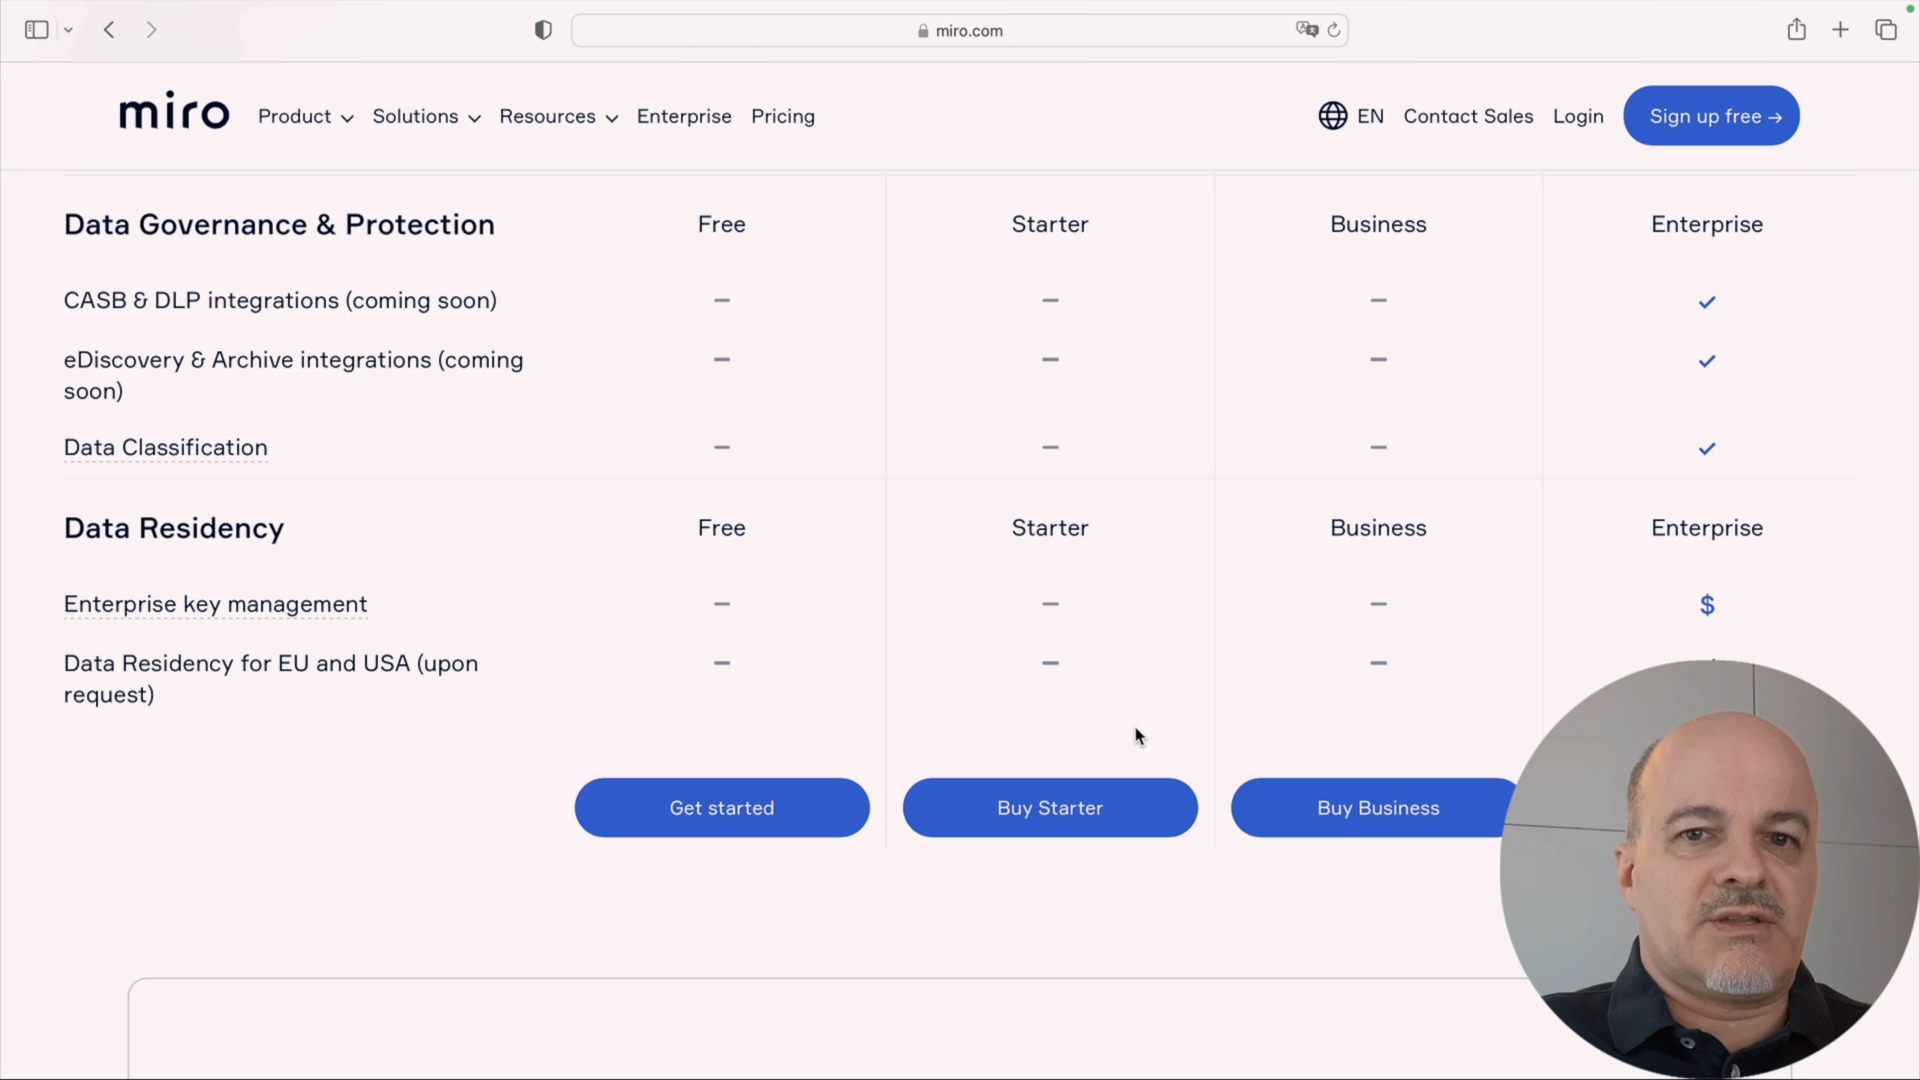 miro.com
miro Product Solutions Resources Enterprise Pricing EN Contact Sales Login Sign up free →
Data Governance & Protection Free Starter Business Enterprise
CASB & DLP integrations (coming soon) – – –
eDiscovery & Archive integrations (coming
soon) – – –
Data Classification – – –
Data Residency Free Starter Business Enterprise
Enterprise key management – – – $
Data Residency for EU and USA (upon
request) – – –
Get started Buy Starter Buy Business